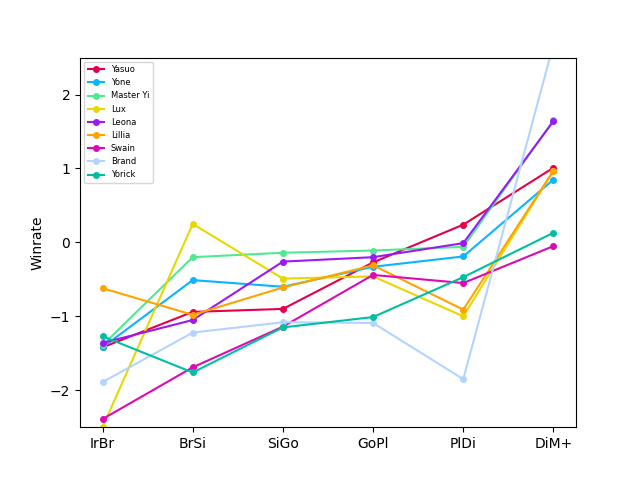 Yasuo
Yone
Master Yi
Lux
Leona
Lillia
Swain
Brand
Yorick
Winrate
2
1
0
−1
−2
IrBr BrSi SiGo GoPl PlDi DiM+